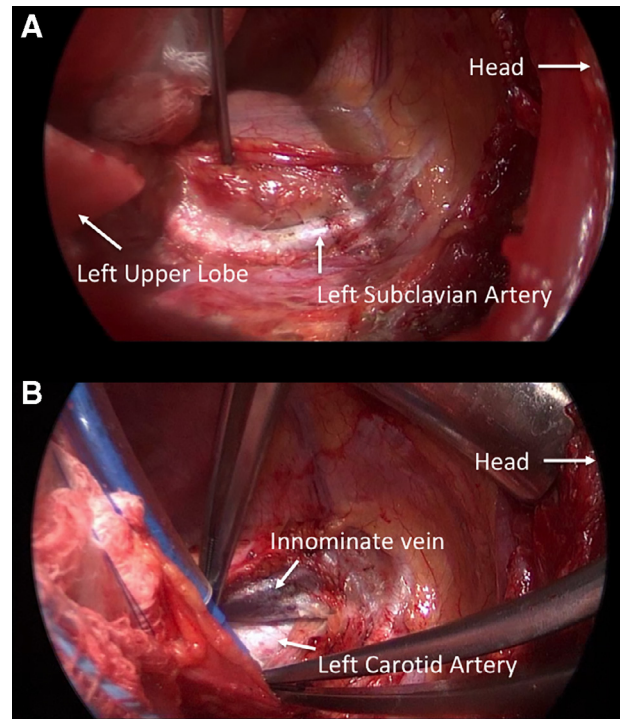 A
Head
Left Upper Lobe
Left Subclavian Artery
B
Head
Innominate vein
Left Carotid Artery